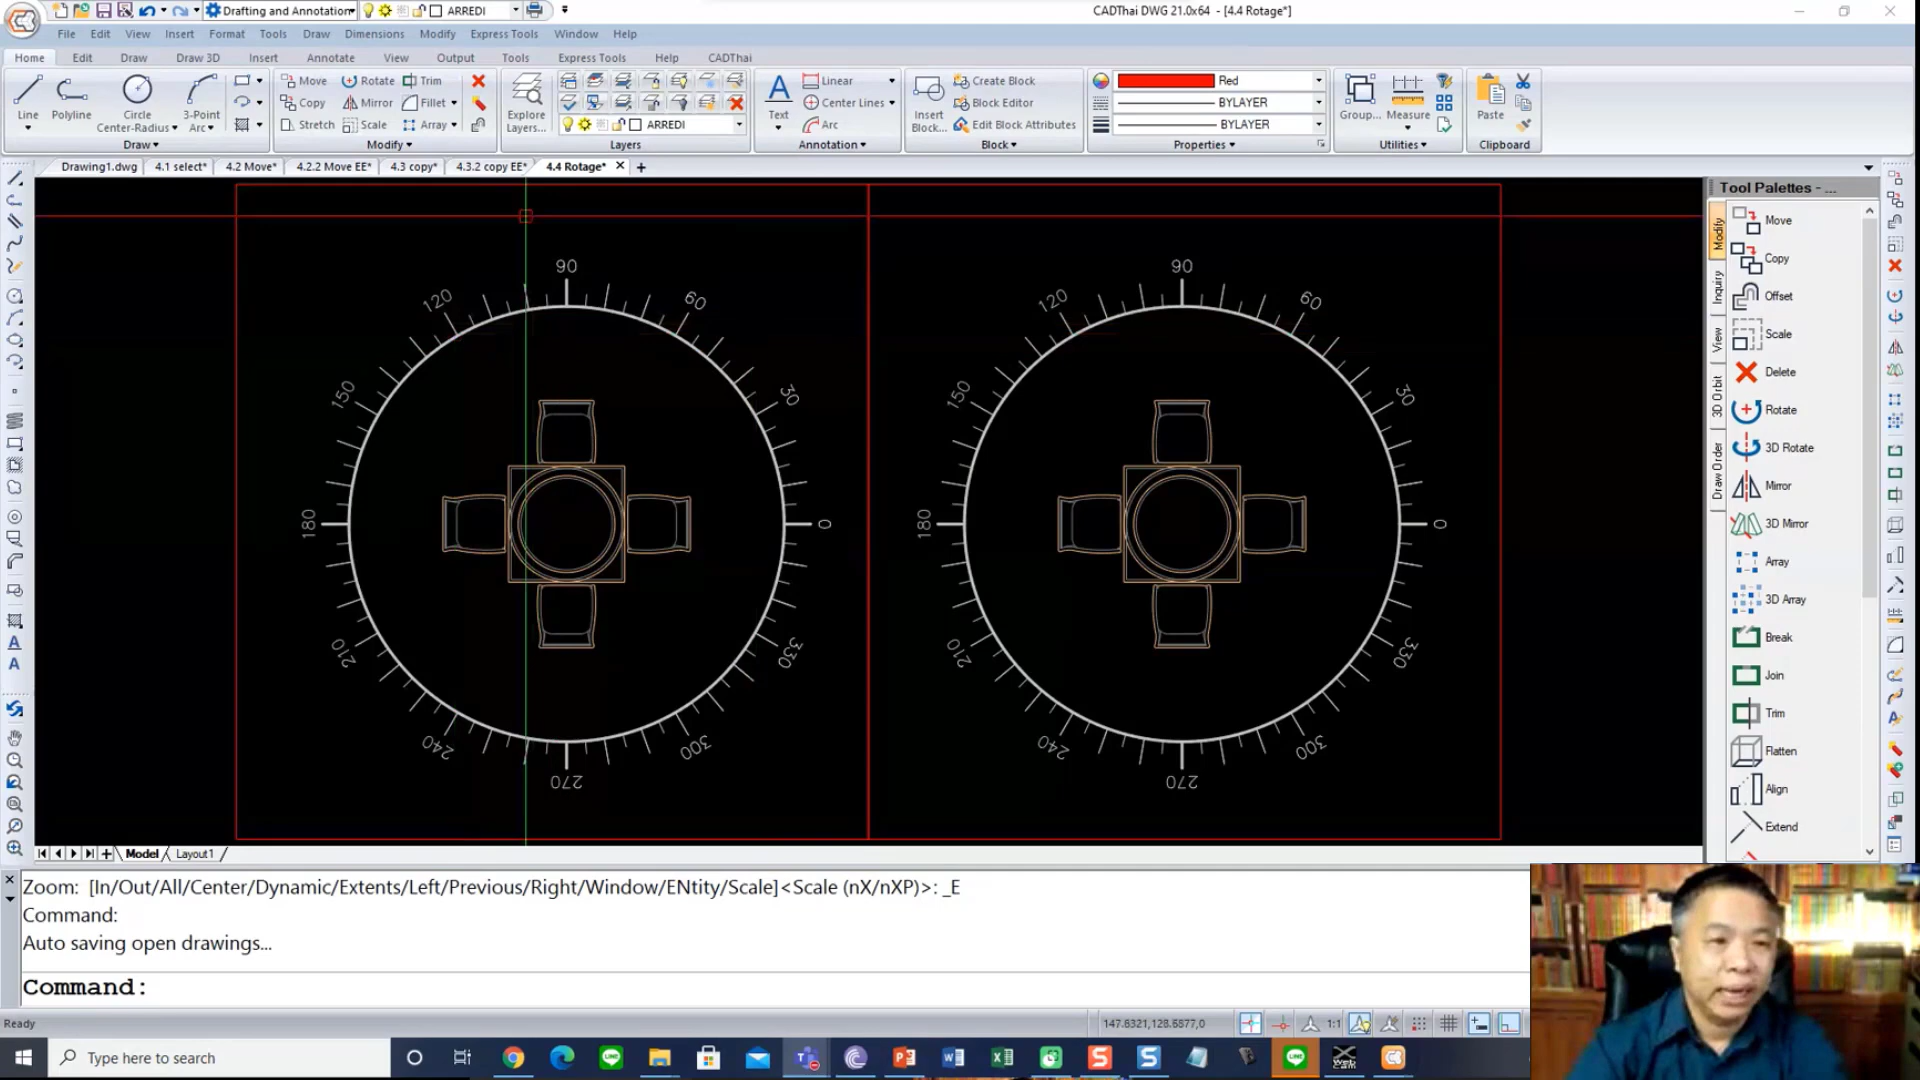 Drafting and Annotation
ARREDI
CADThai DWG 21.0x64 - [4.4 Rotage*]
File Edit View Insert Format Tools Draw Dimensions Modify Express Tools Window Help
Home Edit Draw Draw 3D Insert Annotate View Output Tools Express Tools Help CADThai
Line
Polyline
Circle Center-Radius
3-Point Arc
Draw
Move Rotate Trim
Copy Mirror Fillet
Stretch Scale Array
Modify
Explore Layers...
ARREDI
Layers
Text
Linear
Center Lines
Arc
Annotation
Insert Block...
Create Block
Block Editor
Edit Block Attributes
Block
Red
BYLAYER
BYLAYER
Properties
Group...
Measure
Utilities
Paste
Clipboard
Drawing1.dwg 4.1 select* 4.2 Move* 4.2.2 Move EE* 4.3 copy* 4.3.2 copy EE* 4.4 Rotage*
90 120 60 150 30 180 0 210 330 240 300 270
90 120 60 150 30 180 0 210 330 240 300 270
Tool Palettes - ...
Modify
Inquiry
View
3D Orbit
Draw Order
Move
Copy
Offset
Scale
Delete
Rotate
3D Rotate
Mirror
3D Mirror
Array
3D Array
Break
Join
Trim
Flatten
Align
Extend
Model Layout1
Zoom: [In/Out/All/Center/Dynamic/Extents/Left/Previous/Right/Window/ENtity/Scale]<Scale (nX/nXP)>: _E
Command:
Auto saving open drawings...
Command:
Ready
147.6321,128.6877,0
1:1
Type here to search